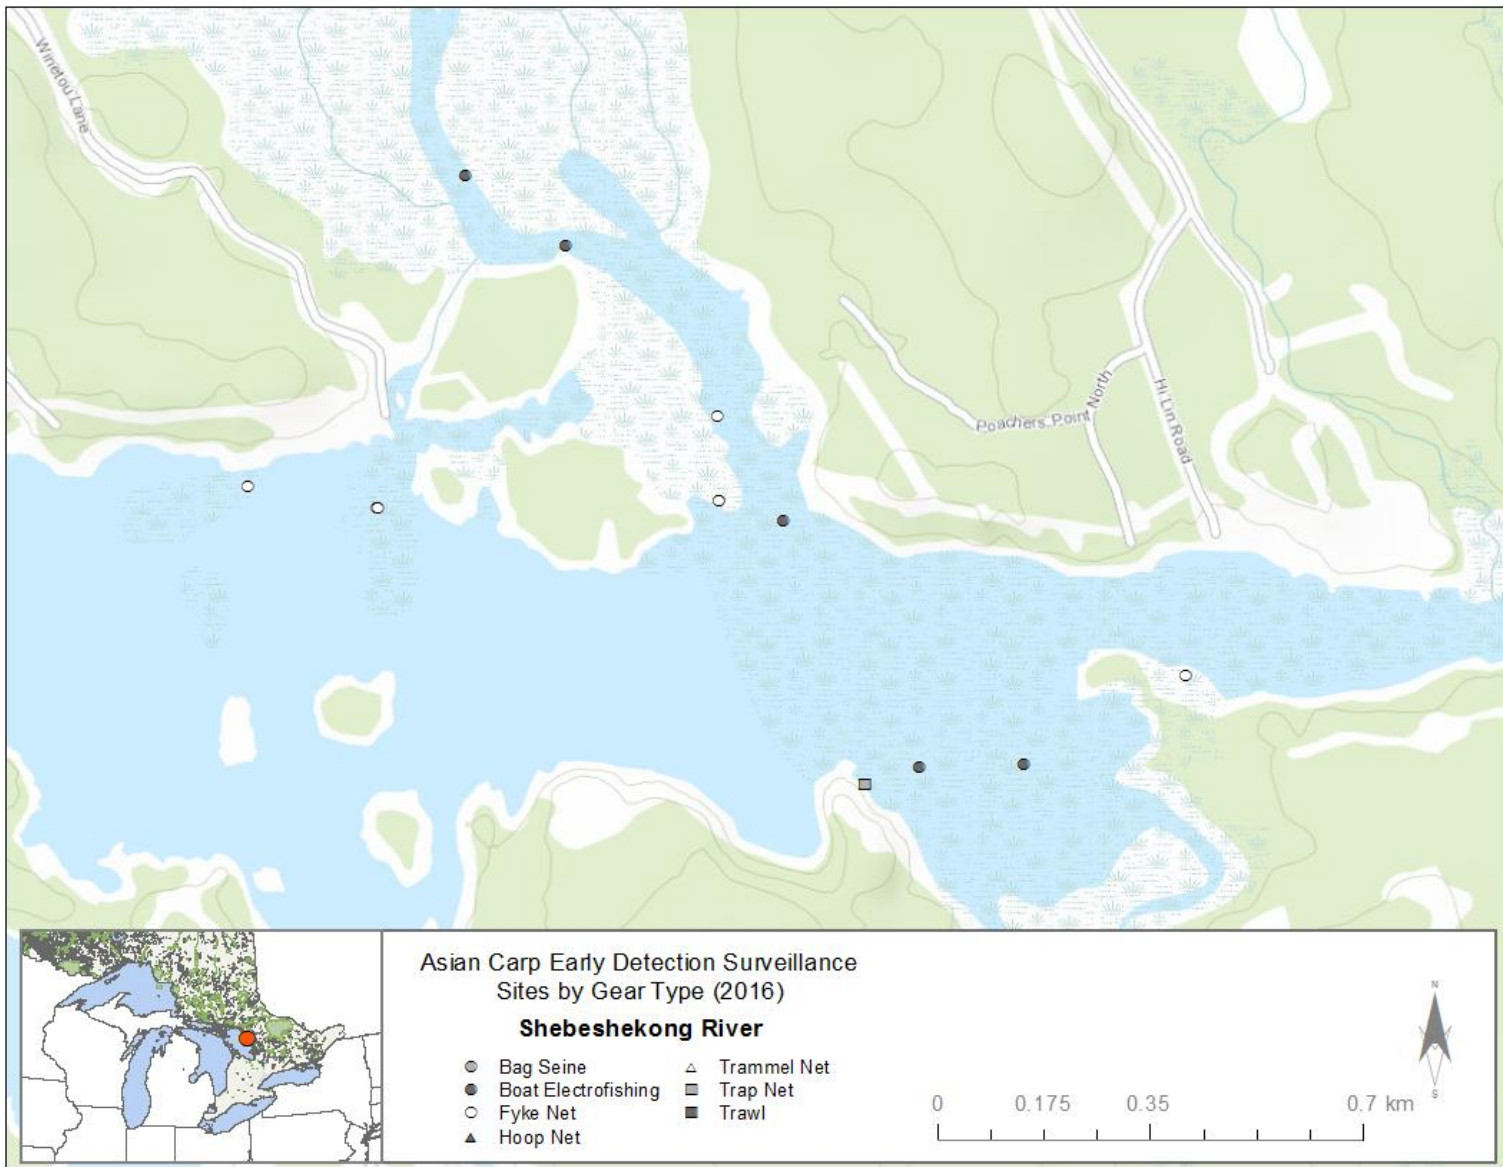 Winetou Lane
Poachers Point North
Hi Lin Road
Asian Carp Early Detection Surveillance
Sites by Gear Type (2016)
Shebeshekong River
Bag Seine
Boat Electrofishing
Fyke Net
Hoop Net
Trammel Net
Trap Net
Trawl
0 0.175 0.35 0.7 km
N
S